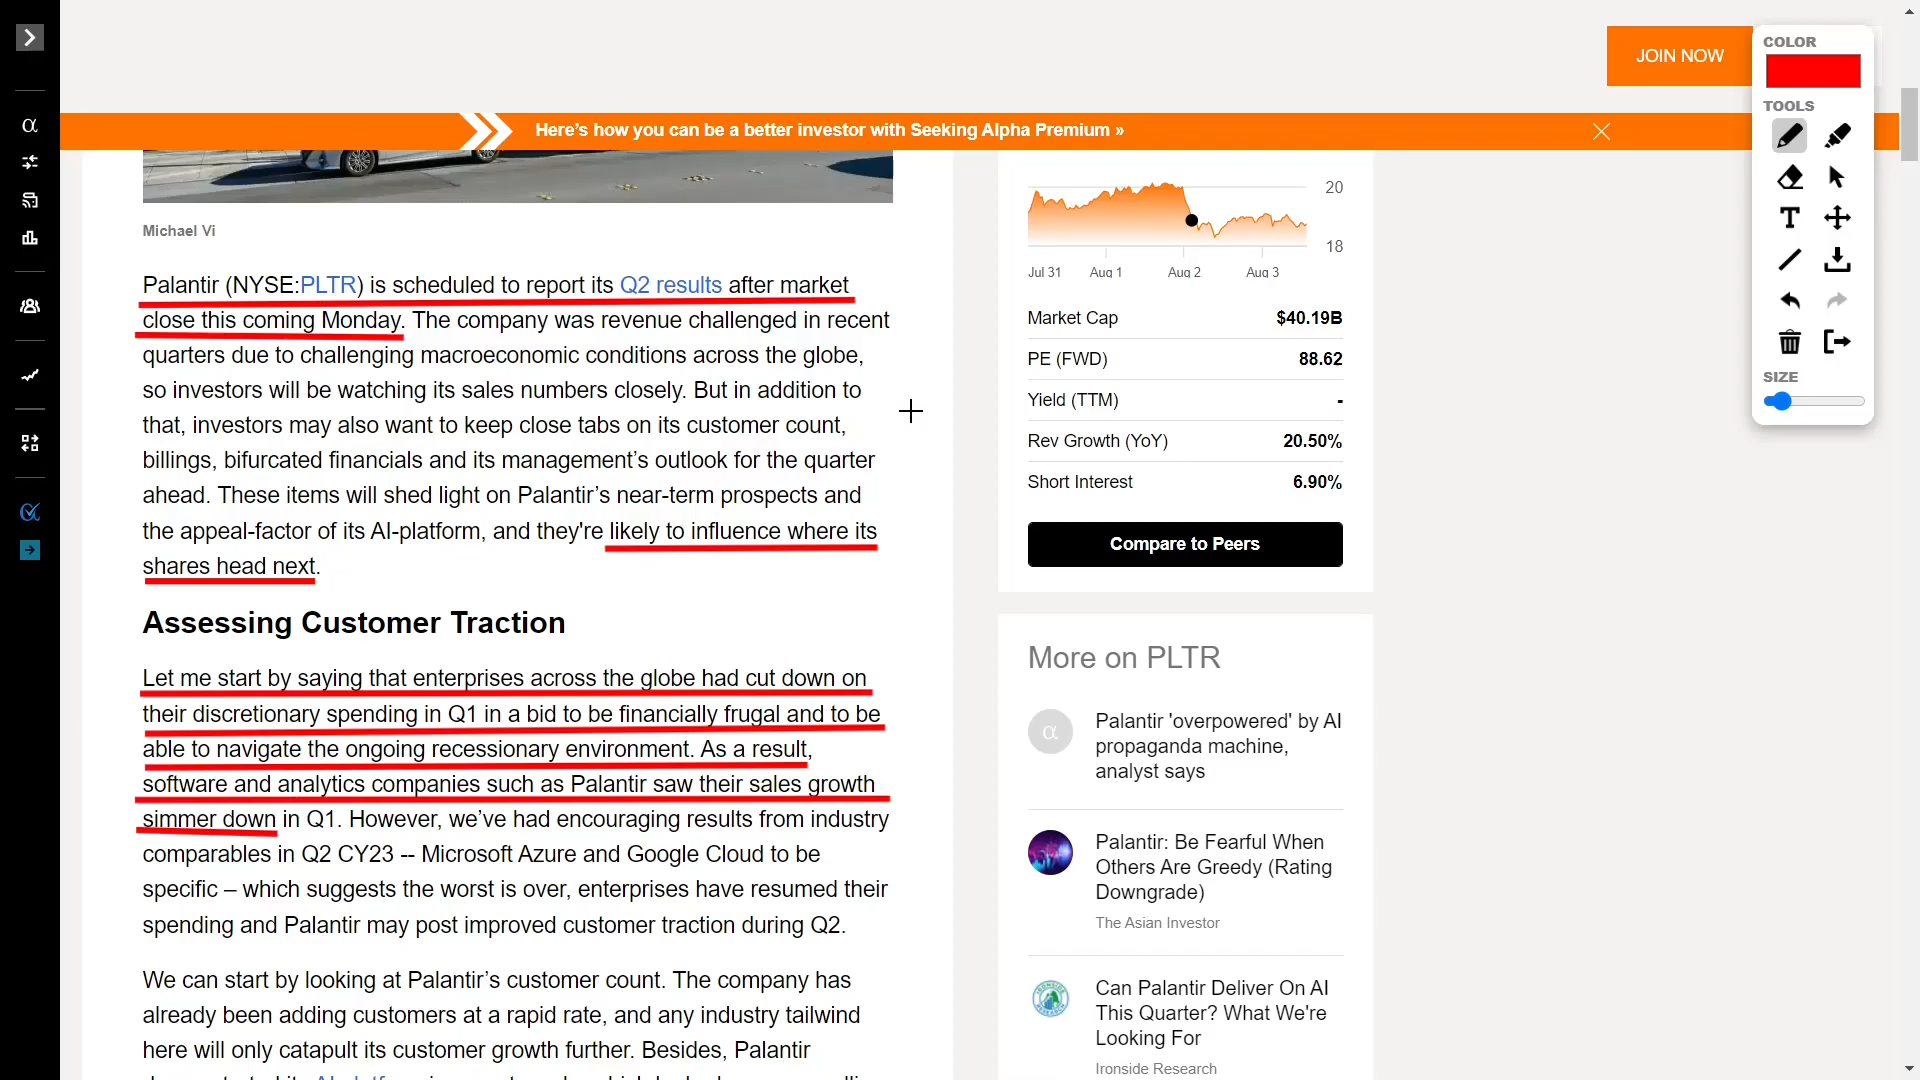 JOIN NOW
COLOR
TOOLS
SIZE
Here’s how you can be a better investor with Seeking Alpha Premium »
Michael Vi
Palantir (NYSE:PLTR) is scheduled to report its Q2 results after market
close this coming Monday. The company was revenue challenged in recent
quarters due to challenging macroeconomic conditions across the globe,
so investors will be watching its sales numbers closely. But in addition to
that, investors may also want to keep close tabs on its customer count,
billings, bifurcated financials and its management’s outlook for the quarter
ahead. These items will shed light on Palantir’s near-term prospects and
the appeal-factor of its AI-platform, and they're likely to influence where its
shares head next.
Assessing Customer Traction
Let me start by saying that enterprises across the globe had cut down on
their discretionary spending in Q1 in a bid to be financially frugal and to be
able to navigate the ongoing recessionary environment. As a result,
software and analytics companies such as Palantir saw their sales growth
simmer down in Q1. However, we’ve had encouraging results from industry
comparables in Q2 CY23 -- Microsoft Azure and Google Cloud to be
specific – which suggests the worst is over, enterprises have resumed their
spending and Palantir may post improved customer traction during Q2.
We can start by looking at Palantir’s customer count. The company has
already been adding customers at a rapid rate, and any industry tailwind
here will only catapult its customer growth further. Besides, Palantir
20
18
Jul 31 Aug 1 Aug 2 Aug 3
Market Cap $40.19B
PE (FWD) 88.62
Yield (TTM) -
Rev Growth (YoY) 20.50%
Short Interest 6.90%
Compare to Peers
More on PLTR
Palantir 'overpowered' by AI
propaganda machine,
analyst says
Palantir: Be Fearful When
Others Are Greedy (Rating
Downgrade)
The Asian Investor
Can Palantir Deliver On AI
This Quarter? What We're
Looking For
Ironside Research